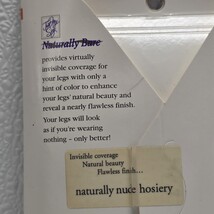 Naturally Bare
provides virtually
invisible coverage for
your legs with only a
hint of color to enhance
your legs' natural beauty and
reveal a nearly flawless finish.
Your legs will look
as if you're wearing
nothing – only better!
Invisible coverage
Natural beauty
Flawless finish...
naturally nude hosiery